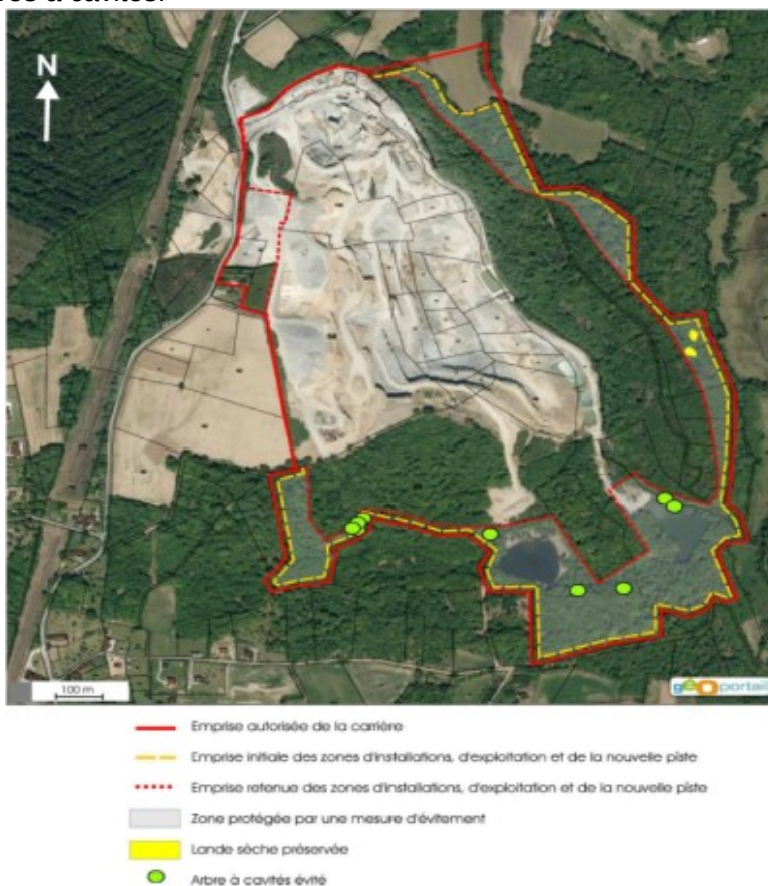 res à cavités.
N
100 m
géoportail
Emprise autorisée de la carrière
Emprise initiale des zones d'installations, d'exploitation et de la nouvelle piste
Emprise retenue des zones d'installations, d'exploitation et de la nouvelle piste
Zone protégée par une mesure d'évitement
Lande sèche préservée
Arbre à cavités évité